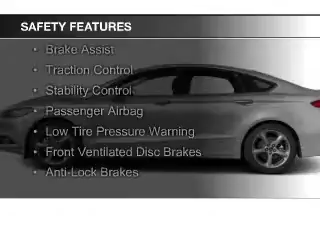 SAFETY FEATURES
• Brake Assist
• Traction Control
• Stability Control
• Passenger Airbag
• Low Tire Pressure Warning
• Front Ventilated Disc Brakes
• Anti-Lock Brakes